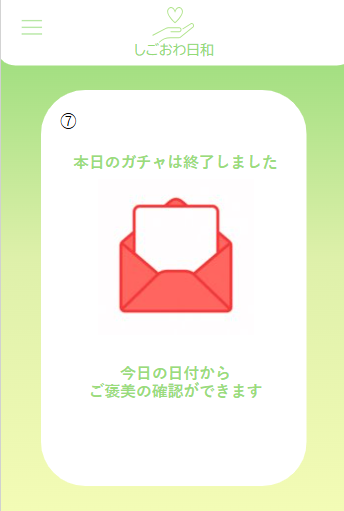 しごおわ日和
⑦
本日のガチャは終了しました
今日の日付から
ご褒美の確認ができます